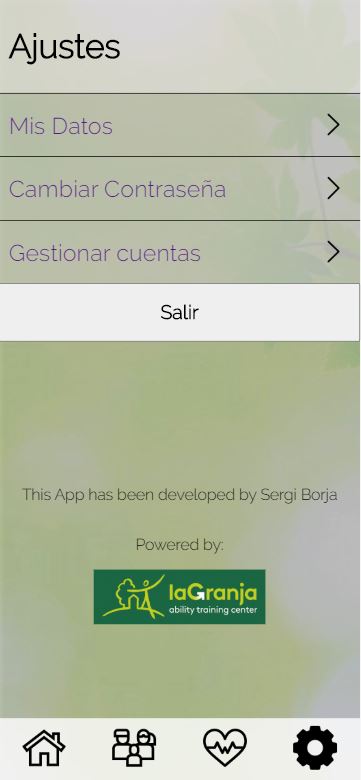 Ajustes
Mis Datos
Cambiar Contraseña
Gestionar cuentas
Salir
This App has been developed by Sergi Borja
Powered by:
laGranja
ability training center